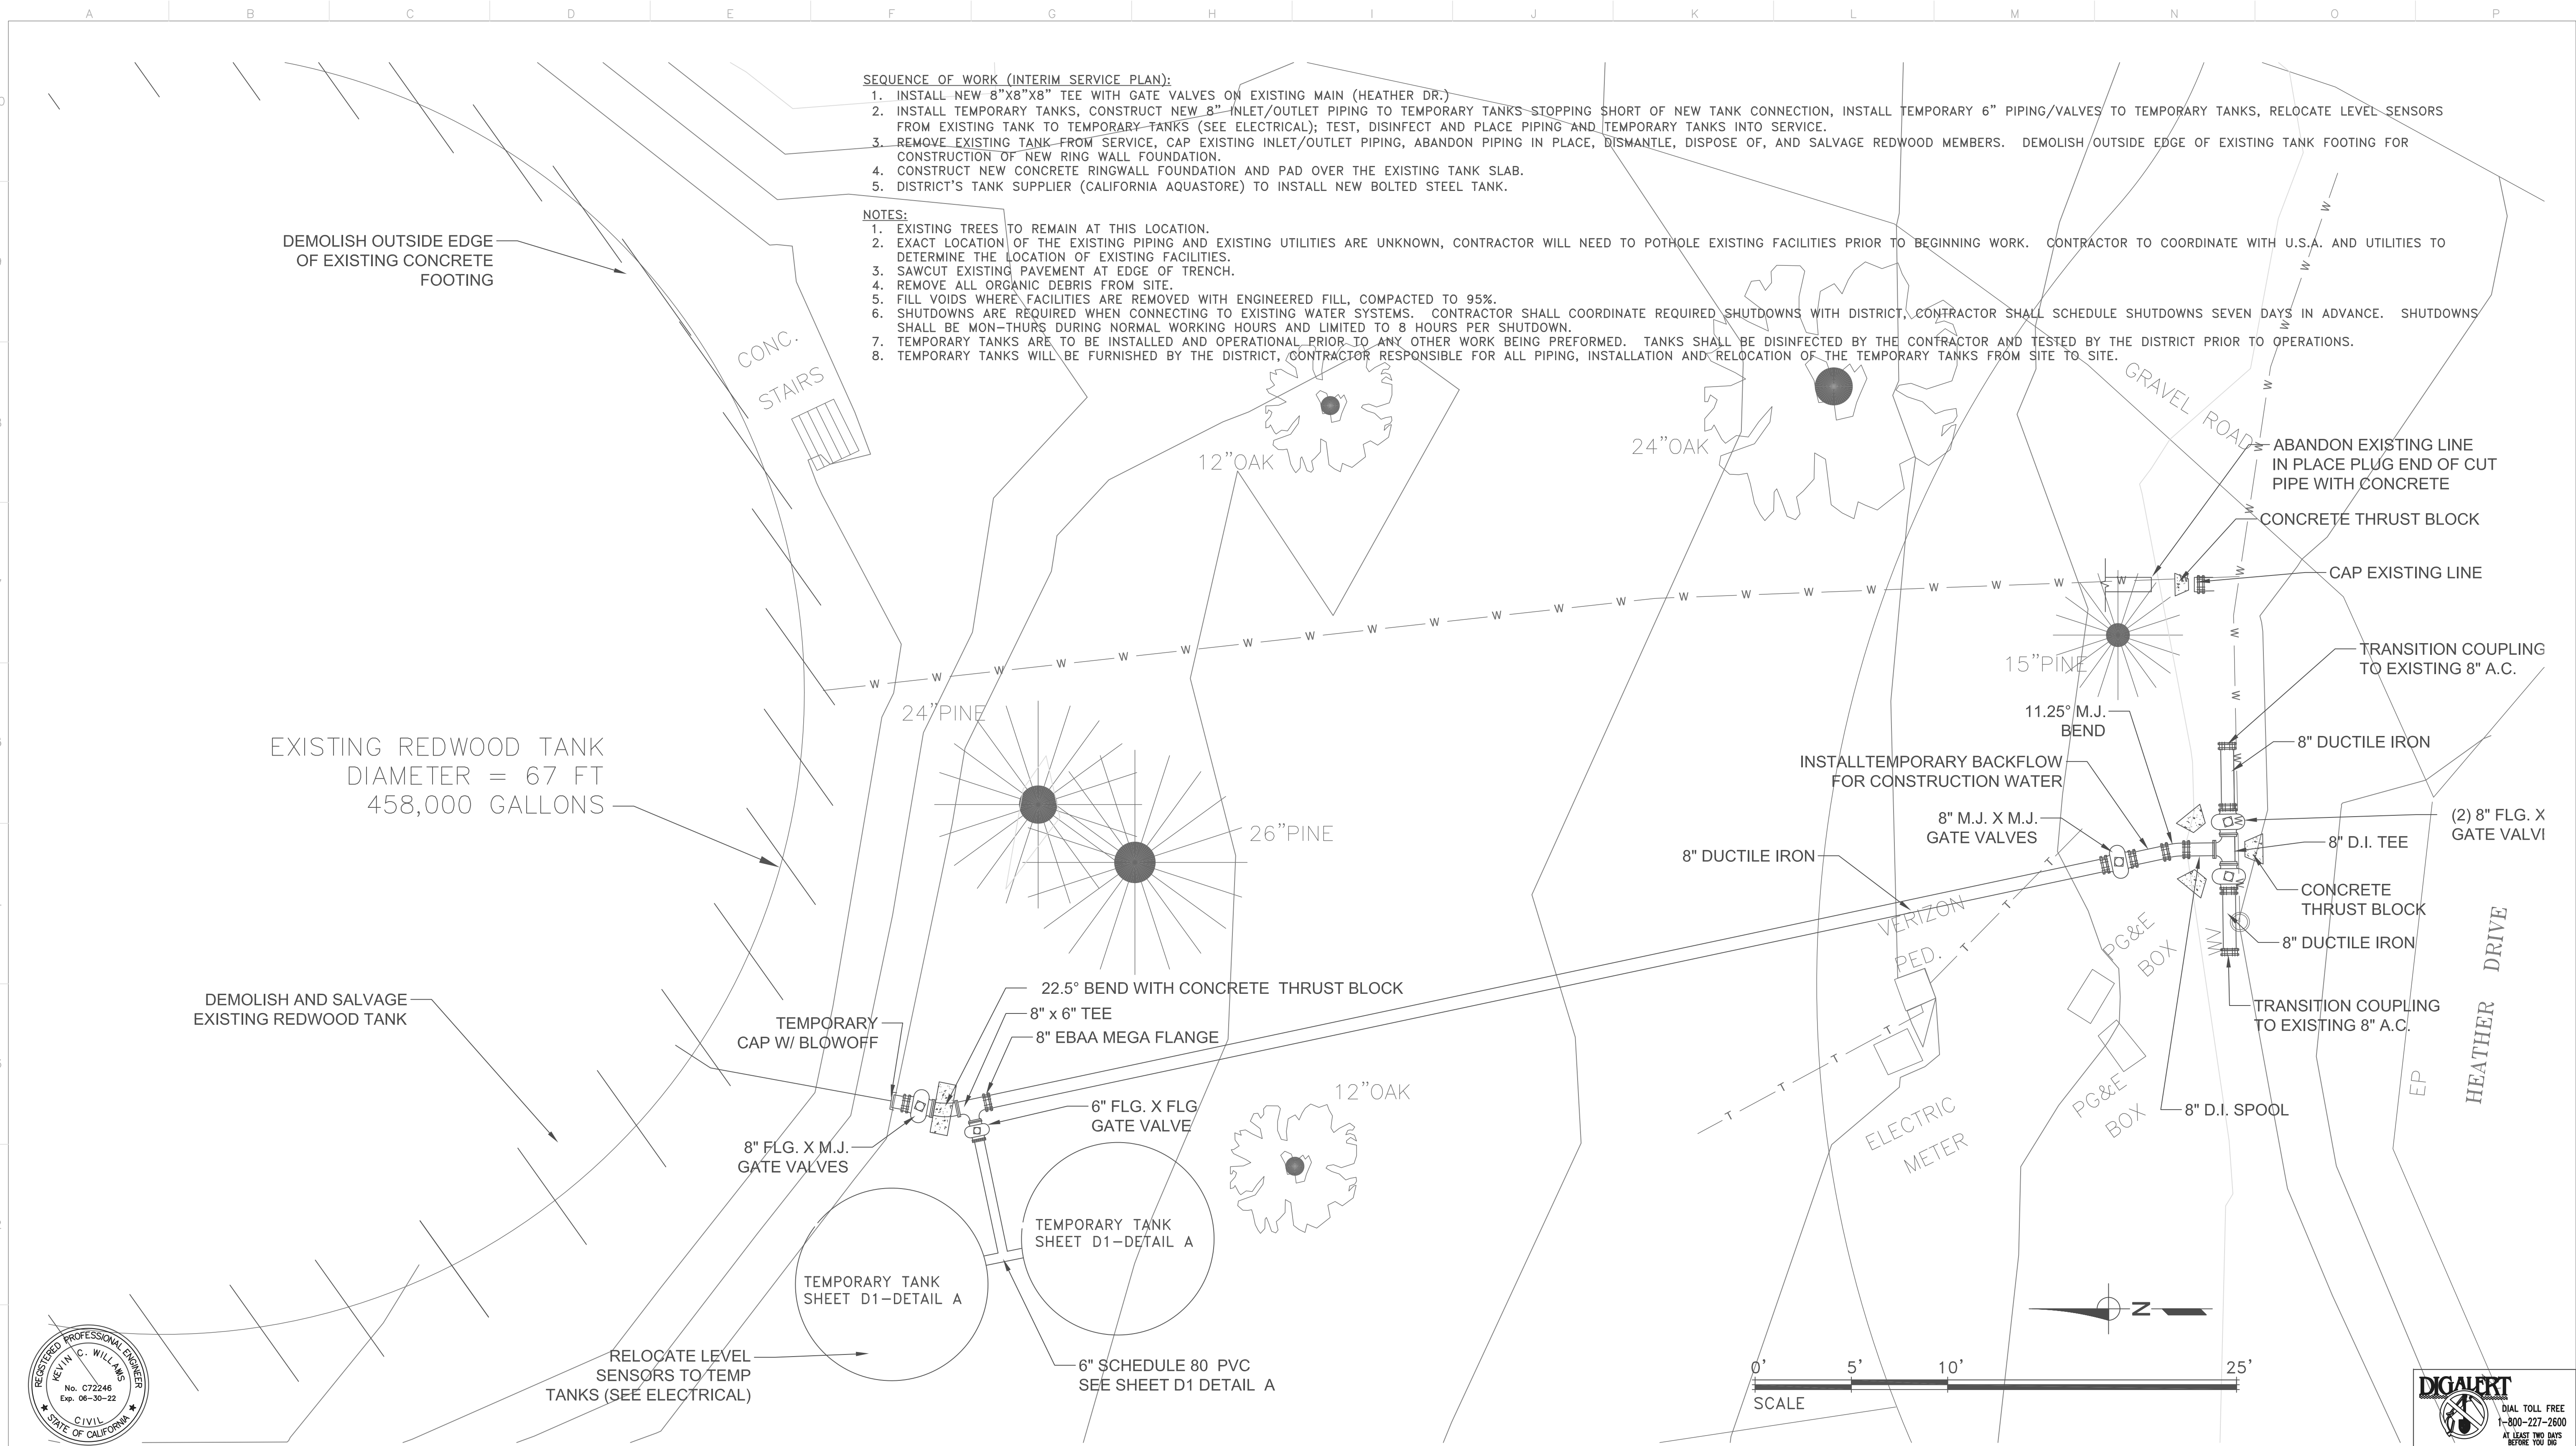 A B C D E F G H I J K L M N O P
SEQUENCE OF WORK (INTERIM SERVICE PLAN):
1. INSTALL NEW 8”X8”X8” TEE WITH GATE VALVES ON EXISTING MAIN (HEATHER DR.)
2. INSTALL TEMPORARY TANKS, CONSTRUCT NEW 8” INLET/OUTLET PIPING TO TEMPORARY TANKS STOPPING SHORT OF NEW TANK CONNECTION, INSTALL TEMPORARY 6” PIPING/VALVES TO TEMPORARY TANKS, RELOCATE LEVEL SENSORS
FROM EXISTING TANK TO TEMPORARY TANKS (SEE ELECTRICAL); TEST, DISINFECT AND PLACE PIPING AND TEMPORARY TANKS INTO SERVICE.
3. REMOVE EXISTING TANK FROM SERVICE, CAP EXISTING INLET/OUTLET PIPING, ABANDON PIPING IN PLACE, DISMANTLE, DISPOSE OF, AND SALVAGE REDWOOD MEMBERS. DEMOLISH OUTSIDE EDGE OF EXISTING TANK FOOTING FOR
CONSTRUCTION OF NEW RING WALL FOUNDATION.
4. CONSTRUCT NEW CONCRETE RINGWALL FOUNDATION AND PAD OVER THE EXISTING TANK SLAB.
5. DISTRICT'S TANK SUPPLIER (CALIFORNIA AQUASTORE) TO INSTALL NEW BOLTED STEEL TANK.
NOTES:
1. EXISTING TREES TO REMAIN AT THIS LOCATION.
2. EXACT LOCATION OF THE EXISTING PIPING AND EXISTING UTILITIES ARE UNKNOWN, CONTRACTOR WILL NEED TO POTHOLE EXISTING FACILITIES PRIOR TO BEGINNING WORK. CONTRACTOR TO COORDINATE WITH U.S.A. AND UTILITIES TO
DETERMINE THE LOCATION OF EXISTING FACILITIES.
3. SAWCUT EXISTING PAVEMENT AT EDGE OF TRENCH.
4. REMOVE ALL ORGANIC DEBRIS FROM SITE.
5. FILL VOIDS WHERE FACILITIES ARE REMOVED WITH ENGINEERED FILL, COMPACTED TO 95%.
6. SHUTDOWNS ARE REQUIRED WHEN CONNECTING TO EXISTING WATER SYSTEMS. CONTRACTOR SHALL COORDINATE REQUIRED SHUTDOWNS WITH DISTRICT, CONTRACTOR SHALL SCHEDULE SHUTDOWNS SEVEN DAYS IN ADVANCE. SHUTDOWNS
SHALL BE MON-THURS DURING NORMAL WORKING HOURS AND LIMITED TO 8 HOURS PER SHUTDOWN.
7. TEMPORARY TANKS ARE TO BE INSTALLED AND OPERATIONAL PRIOR TO ANY OTHER WORK BEING PREFORMED. TANKS SHALL BE DISINFECTED BY THE CONTRACTOR AND TESTED BY THE DISTRICT PRIOR TO OPERATIONS.
8. TEMPORARY TANKS WILL BE FURNISHED BY THE DISTRICT, CONTRACTOR RESPONSIBLE FOR ALL PIPING, INSTALLATION AND RELOCATION OF THE TEMPORARY TANKS FROM SITE TO SITE.
DEMOLISH OUTSIDE EDGE
OF EXISTING CONCRETE
FOOTING
CONC.
STAIRS
12”OAK
24”OAK
GRAVEL ROAD
ABANDON EXISTING LINE
IN PLACE PLUG END OF CUT
PIPE WITH CONCRETE
CONCRETE THRUST BLOCK
CAP EXISTING LINE
W W W W W W W W W W W W W W W W W W W W W
W W W W W W W W W W W W W W W
TRANSITION COUPLING
TO EXISTING 8" A.C.
15”PINE
24”PINE
11.25° M.J.
BEND
8" DUCTILE IRON
EXISTING REDWOOD TANK
DIAMETER = 67 FT
458,000 GALLONS
INSTALLTEMPORARY BACKFLOW
FOR CONSTRUCTION WATER
26”PINE
8" M.J. X M.J.
GATE VALVES
(2) 8" FLG. X
GATE VALV
8" D.I. TEE
8" DUCTILE IRON
CONCRETE
THRUST BLOCK
VERIZON
PED.
T T T T T T
PG&E
BOX
WV
8" DUCTILE IRON
HEATHER DRIVE
DEMOLISH AND SALVAGE
EXISTING REDWOOD TANK
22.5° BEND WITH CONCRETE THRUST BLOCK
8" x 6" TEE
8" EBAA MEGA FLANGE
TEMPORARY
CAP W/ BLOWOFF
TRANSITION COUPLING
TO EXISTING 8" A.C.
EP
12”OAK
6" FLG. X FLG
GATE VALVE
PG&E
BOX
8" D.I. SPOOL
ELECTRIC
METER
8" FLG. X M.J.
GATE VALVES
TEMPORARY TANK
SHEET D1-DETAIL A
TEMPORARY TANK
SHEET D1-DETAIL A
N
RELOCATE LEVEL
SENSORS TO TEMP
TANKS (SEE ELECTRICAL)
6" SCHEDULE 80 PVC
SEE SHEET D1 DETAIL A
0' 5' 10' 25'
SCALE
REGISTERED PROFESSIONAL ENGINEER
KEVIN C. WILLAMS
No. C72246
Exp. 06-30-22
CIVIL
STATE OF CALIFORNIA
DIGALERT
DIAL TOLL FREE
1-800-227-2600
AT LEAST TWO DAYS
BEFORE YOU DIG